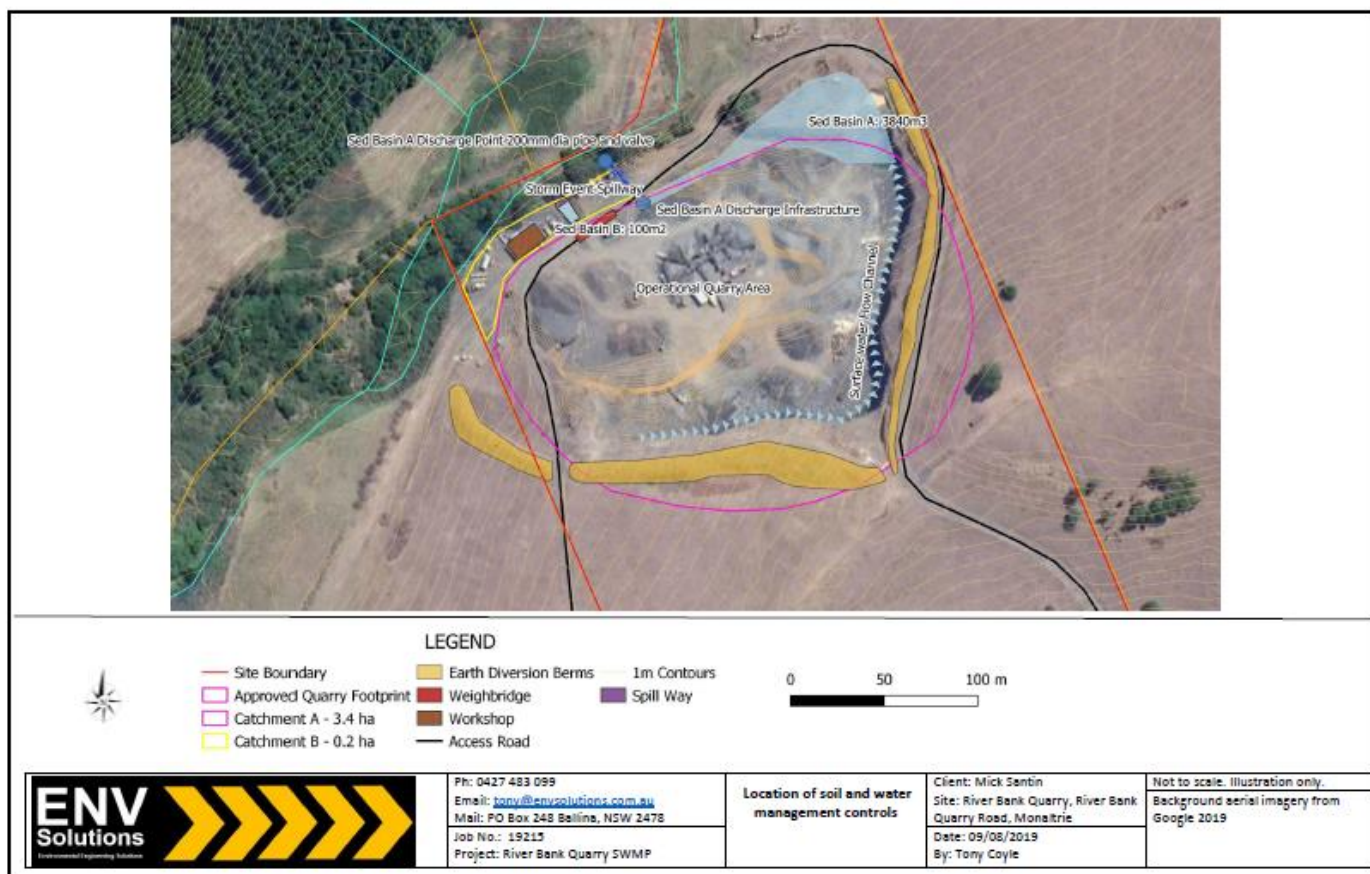 Sed Basin A: 3840m3
Sed Basin A Discharge Point 200mm dia pipe and valve
Storm Event Spillway
Sed Basin A Discharge Infrastructure
Sed Basin B: 100m2
Operational Quarry Area
Surface water Flow Channel
LEGEND
Site Boundary
Approved Quarry Footprint
Catchment A - 3.4 ha
Catchment B - 0.2 ha
Earth Diversion Berms
Weighbridge
Workshop
Access Road
1m Contours
Spill Way
0 50 100 m
ENV
Solutions
Environmental Engineering Solutions
Ph: 0427 483 099
Email: tony@envsolutions.com.au
Mail: PO Box 248 Ballina, NSW 2478
Job No.: 19215
Project: River Bank Quarry SWMP
Location of soil and water
management controls
Client: Mick Santin
Site: River Bank Quarry, River Bank
Quarry Road, Monaltrie
Date: 09/08/2019
By: Tony Coyle
Not to scale. Illustration only.
Background aerial imagery from
Google 2019